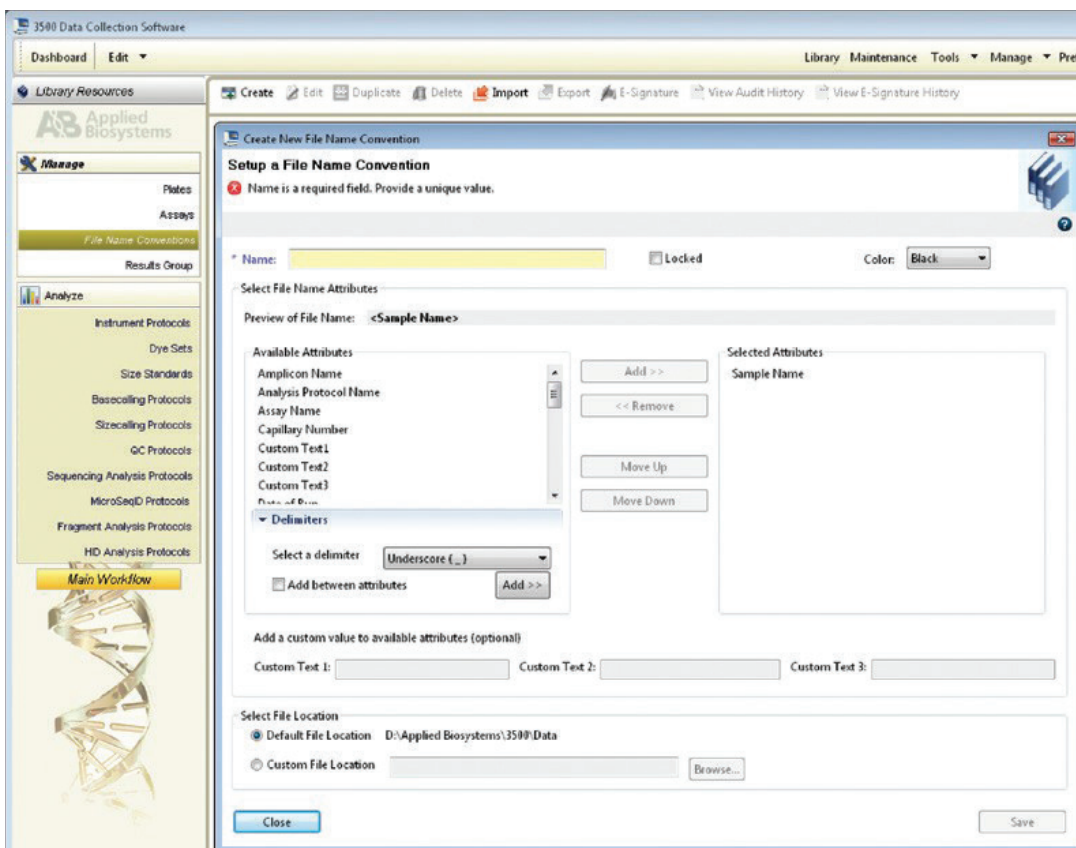 3500 Data Collection Software
Dashboard Edit
Library Maintenance Tools Manage Pre
Library Resources
Create Edit Duplicate Delete Import Export E-Signature View Audit History View E-Signature History
AB Applied Biosystems
Manage
Plates
Assays
File Name Conventions
Results Group
Analyze
Instrument Protocols
Dye Sets
Size Standards
Basecalling Protocols
Sizecalling Protocols
QC Protocols
Sequencing Analysis Protocols
MicroSeqID Protocols
Fragment Analysis Protocols
HID Analysis Protocols
Main Workflow
Create New File Name Convention
Setup a File Name Convention
Name is a required field. Provide a unique value.
* Name: Locked Color: Black
Select File Name Attributes
Preview of File Name: <Sample Name>
Available Attributes
Amplicon Name
Analysis Protocol Name
Assay Name
Capillary Number
Custom Text1
Custom Text2
Custom Text3
Date of Run
Delimiters
Select a delimiter Underscore (_)
Add between attributes Add >>
Add >>
<< Remove
Move Up
Move Down
Selected Attributes
Sample Name
Add a custom value to available attributes (optional)
Custom Text 1: Custom Text 2: Custom Text 3:
Select File Location
Default File Location D:\Applied Biosystems\3500\Data
Custom File Location Browse...
Close Save